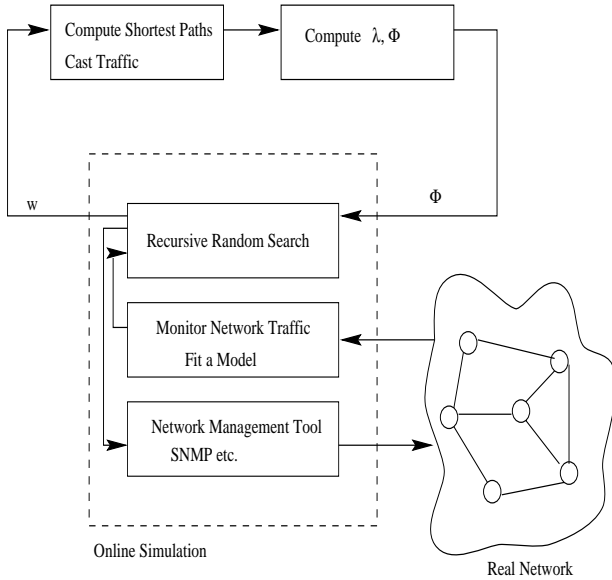 Compute Shortest Paths
Cast Traffic
Compute λ, Φ
w
Φ
Recursive Random Search
Monitor Network Traffic
Fit a Model
Network Management Tool
SNMP etc.
Online Simulation
Real Network